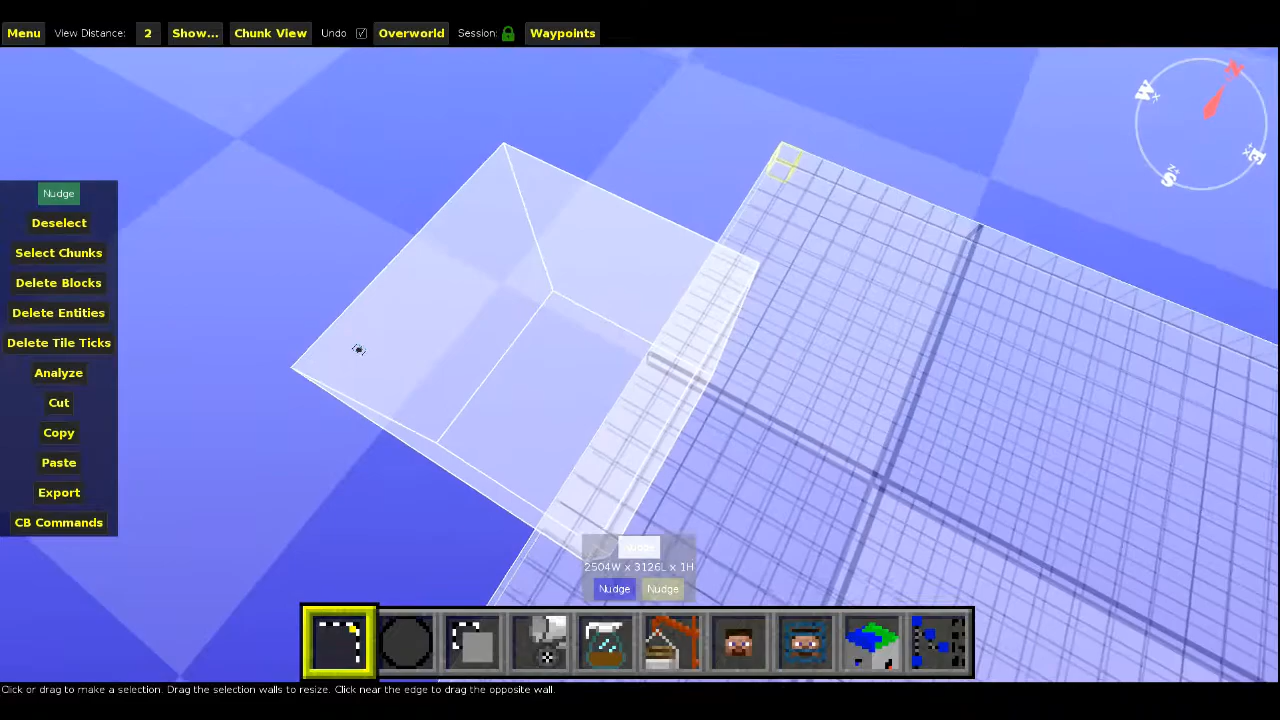 Menu View Distance: 2 Show... Chunk View Undo Overworld Session: Waypoints
N
W
E
S
Nudge
Deselect
Select Chunks
Delete Blocks
Delete Entities
Delete Tile Ticks
Analyze
Cut
Copy
Paste
Export
CB Commands
Nudge
2504W x 3126L x 1H
Nudge Nudge
Click or drag to make a selection. Drag the selection walls to resize. Click near the edge to drag the opposite wall.